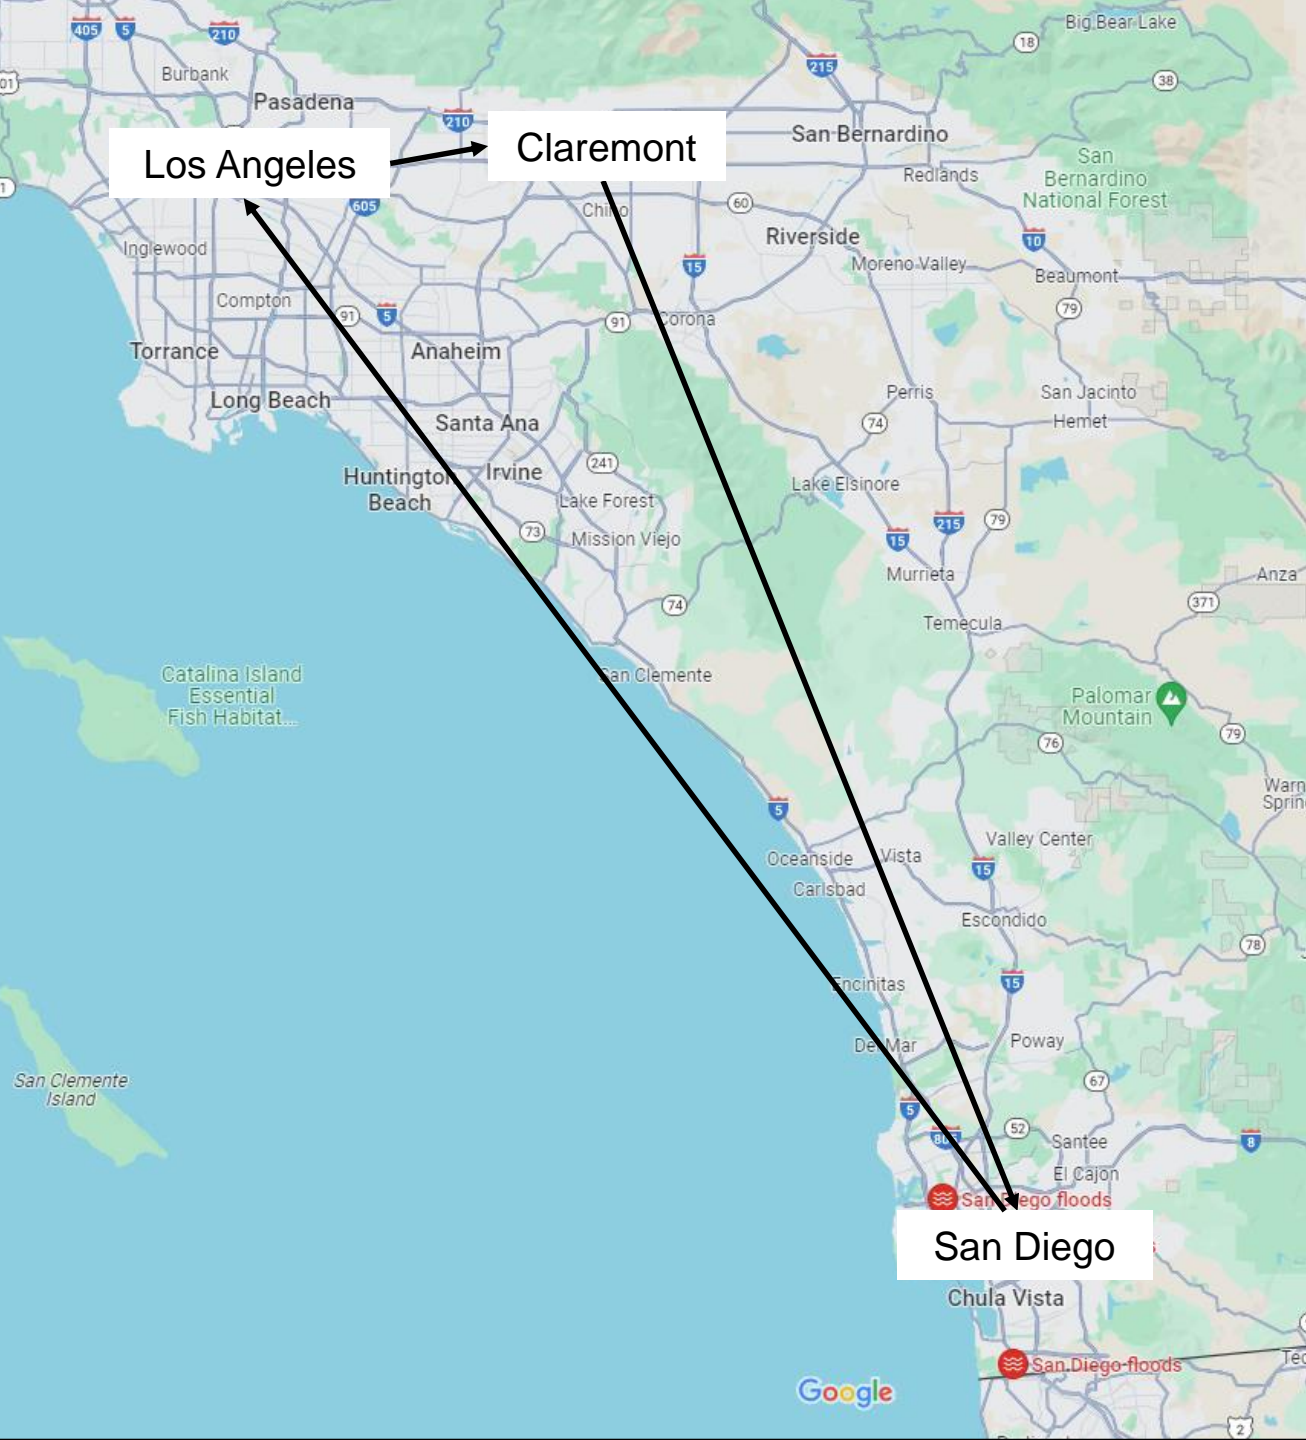 405
5
210
Big Bear Lake
18
215
38
Burbank
01
Pasadena
210
Los Angeles
Claremont
San Bernardino
San
Bernardino
National Forest
Redlands
1
605
Chino
60
Riverside
10
Inglewood
15
Moreno Valley
Beaumont
Compton
91
5
91
Corona
79
Torrance
Anaheim
Long Beach
Perris
San Jacinto
Santa Ana
74
Hemet
Huntington
Beach
Irvine
241
Lake Elsinore
Lake Forest
73
Mission Viejo
15
215
79
Murrieta
Anza
74
371
Temecula
Catalina Island
Essential
Fish Habitat...
San Clemente
Palomar
Mountain
76
79
Warn
Sprin
5
Valley Center
Oceanside
Vista
15
Carlsbad
Escondido
78
Encinitas
15
Del Mar
Poway
San Clemente
Island
67
5
52
805
Santee
8
El Cajon
San Diego floods
San Diego
s
Chula Vista
San Diego floods
Tec
Google
2